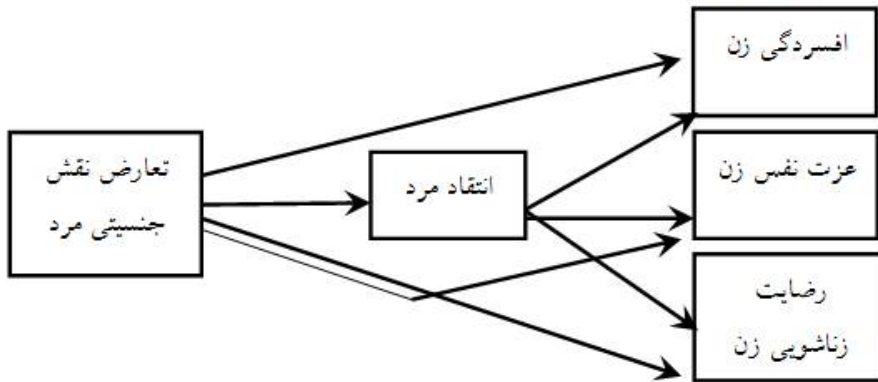 افسردگی زن
تعارض نقش
جنسیتی مرد
انتقاد مرد
عزت نفس زن
رضایت
زناشویی زن